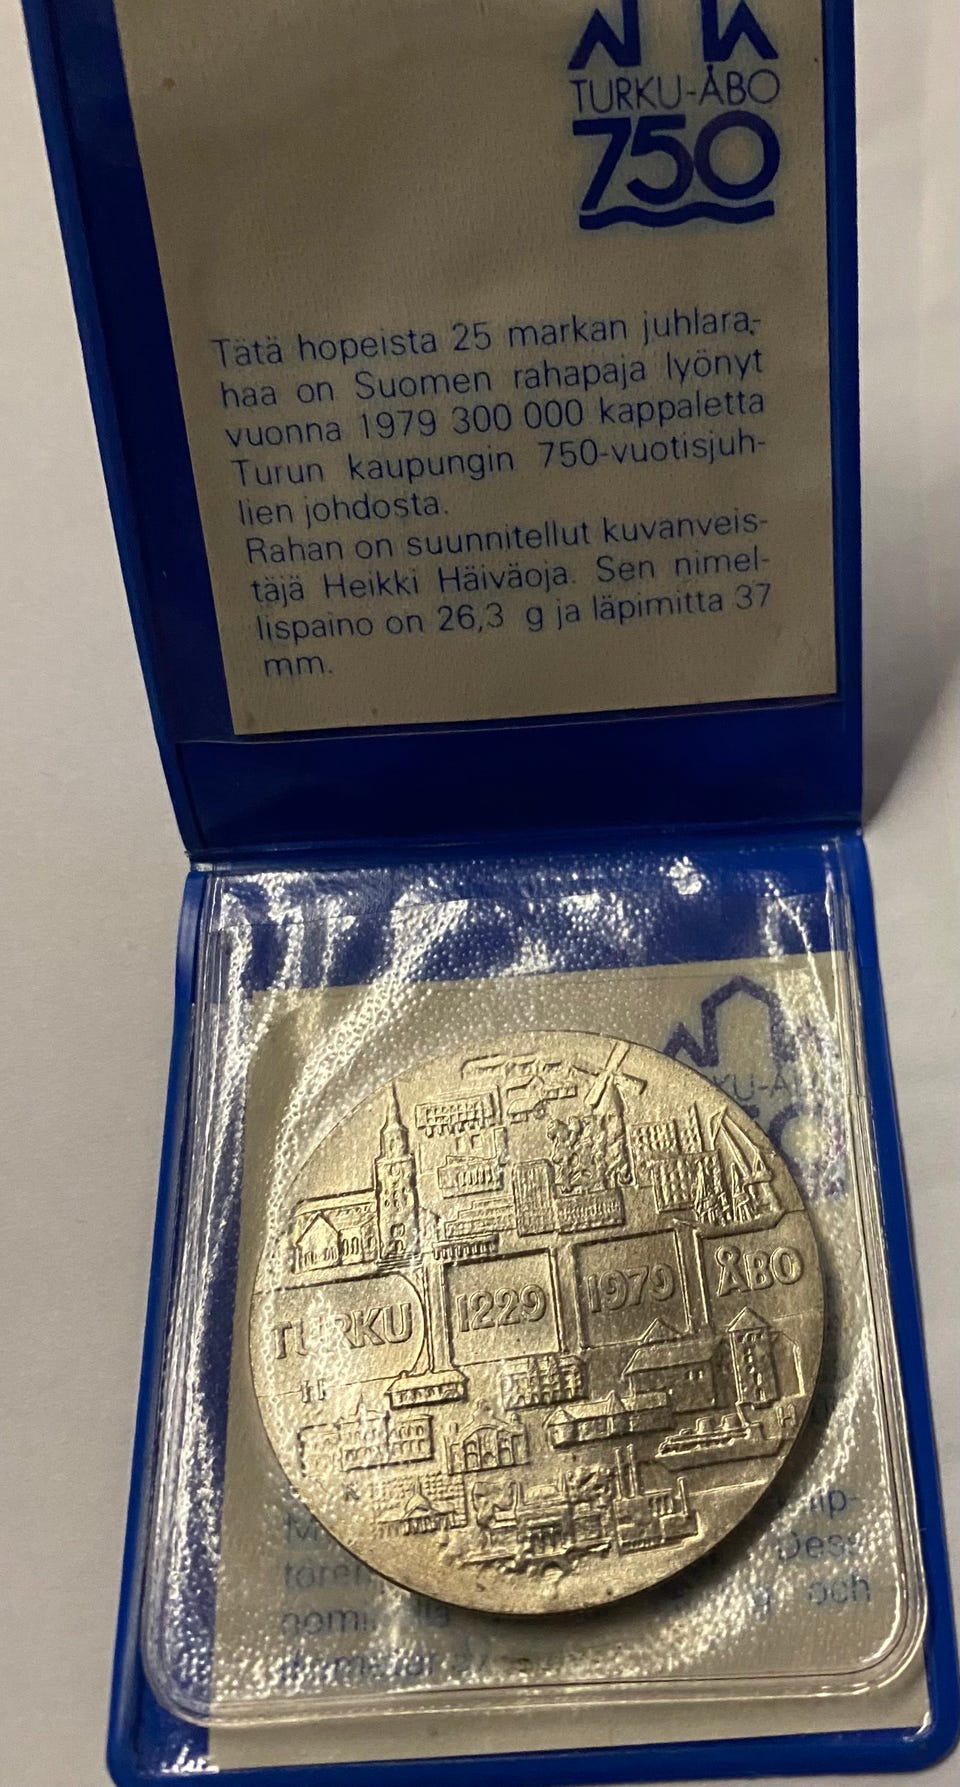 TURKU-ÅBO
750
Tätä hopeista 25 markan juhlara-
haa on Suomen rahapaja lyönyt
vuonna 1979 300 000 kappaletta
Turun kaupungin 750-vuotisjuh-
lien johdosta.
Rahan on suunnitellut kuvanveis-
täjä Heikki Häiväoja. Sen nimel-
lispaino on 26,3 g ja läpimitta 37
mm.
TURKU 1229 1979 ÅBO
H
K
Dess
och